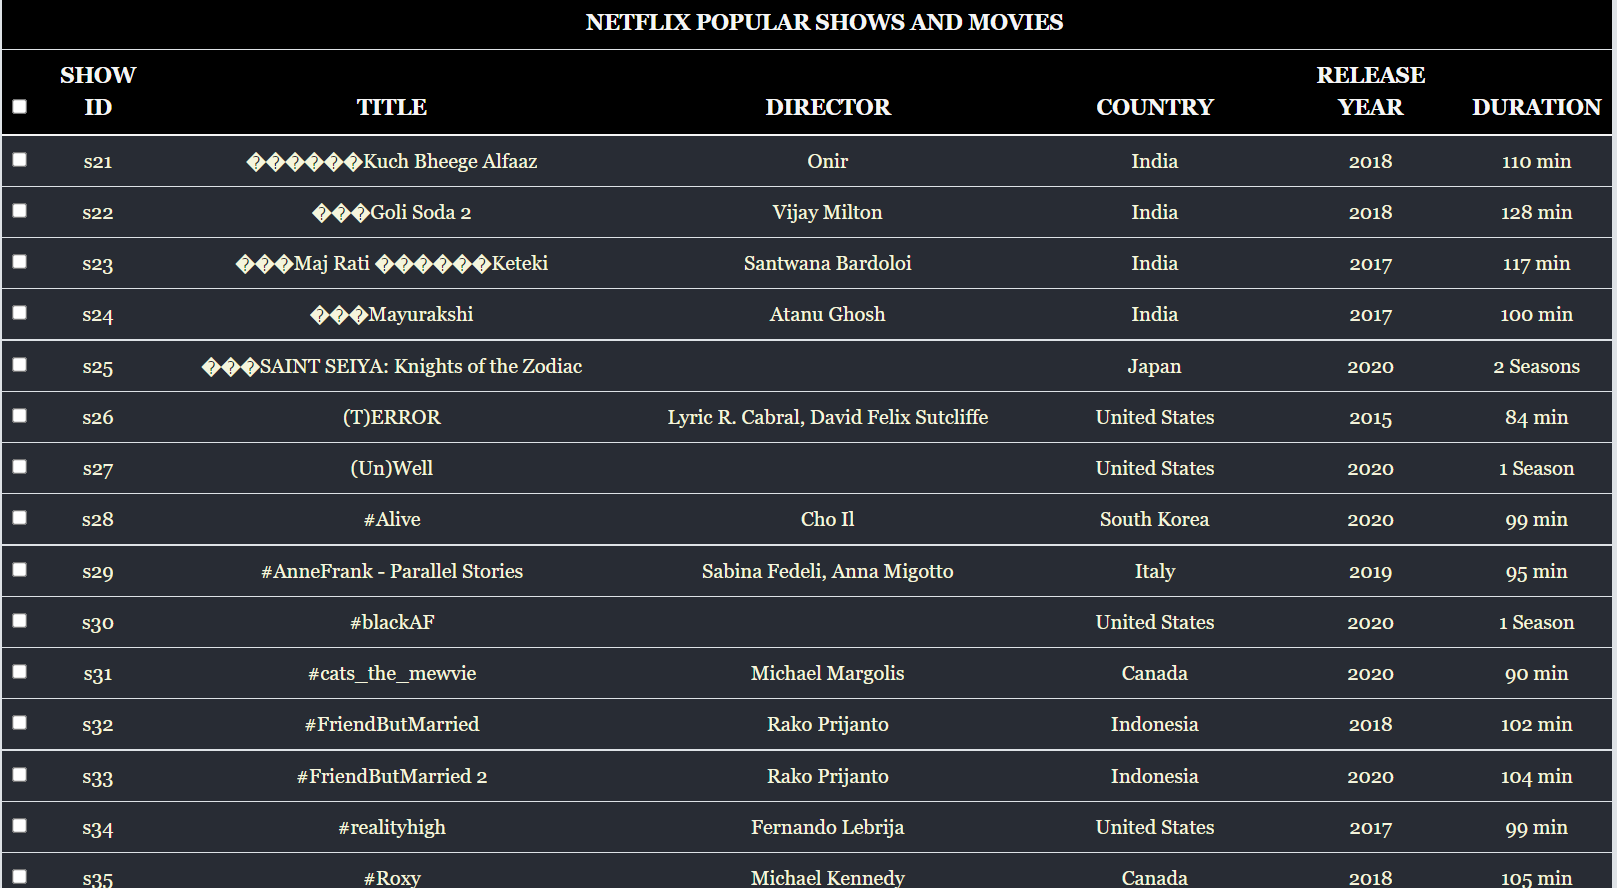 NETFLIX POPULAR SHOWS AND MOVIES
SHOW ID TITLE DIRECTOR COUNTRY RELEASE YEAR DURATION
s21 ������Kuch Bheege Alfaaz Onir India 2018 110 min
s22 ���Goli Soda 2 Vijay Milton India 2018 128 min
s23 ���Maj Rati ������Keteki Santwana Bardoloi India 2017 117 min
s24 ���Mayurakshi Atanu Ghosh India 2017 100 min
s25 ���SAINT SEIYA: Knights of the Zodiac Japan 2020 2 Seasons
s26 (T)ERROR Lyric R. Cabral, David Felix Sutcliffe United States 2015 84 min
s27 (Un)Well United States 2020 1 Season
s28 #Alive Cho Il South Korea 2020 99 min
s29 #AnneFrank - Parallel Stories Sabina Fedeli, Anna Migotto Italy 2019 95 min
s30 #blackAF United States 2020 1 Season
s31 #cats_the_mewvie Michael Margolis Canada 2020 90 min
s32 #FriendButMarried Rako Prijanto Indonesia 2018 102 min
s33 #FriendButMarried 2 Rako Prijanto Indonesia 2020 104 min
s34 #realityhigh Fernando Lebrija United States 2017 99 min
s35 #Roxy Michael Kennedy Canada 2018 105 min